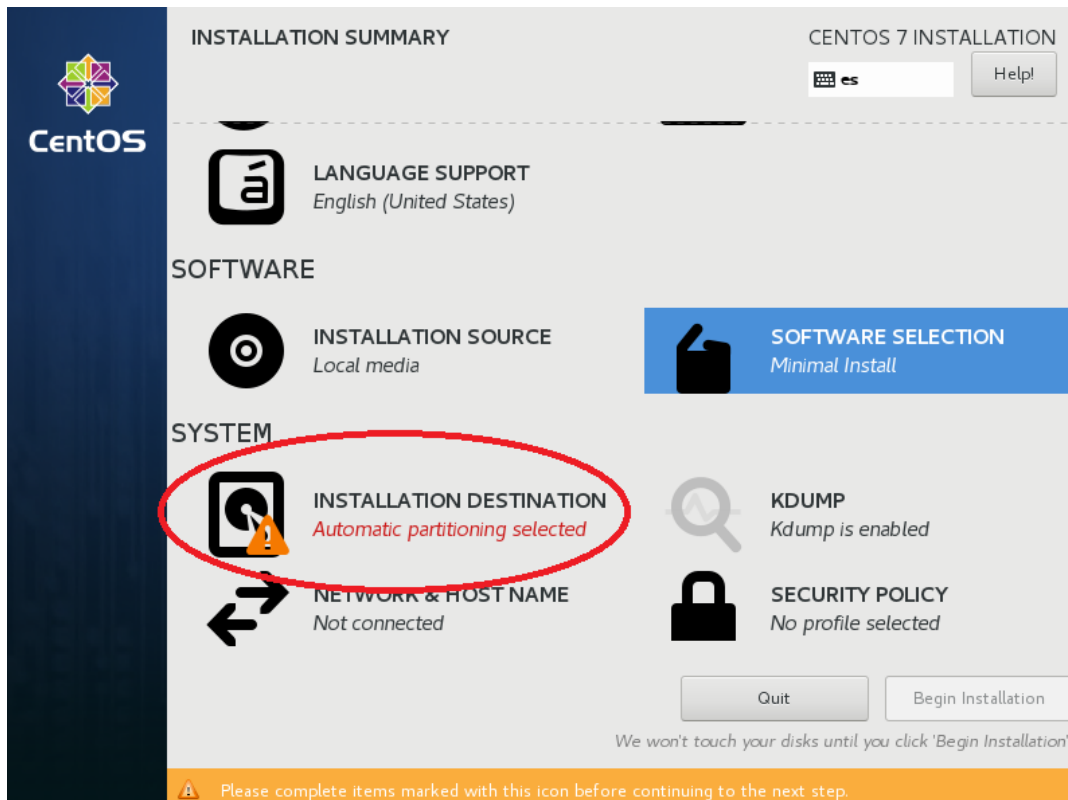 INSTALLATION SUMMARY
CENTOS 7 INSTALLATION
es
Help!
CentOS
á
LANGUAGE SUPPORT
English (United States)
SOFTWARE
INSTALLATION SOURCE
Local media
SOFTWARE SELECTION
Minimal Install
SYSTEM
INSTALLATION DESTINATION
Automatic partitioning selected
KDUMP
Kdump is enabled
NETWORK & HOST NAME
Not connected
SECURITY POLICY
No profile selected
Quit
Begin Installation
We won't touch your disks until you click 'Begin Installation'
Please complete items marked with this icon before continuing to the next step.